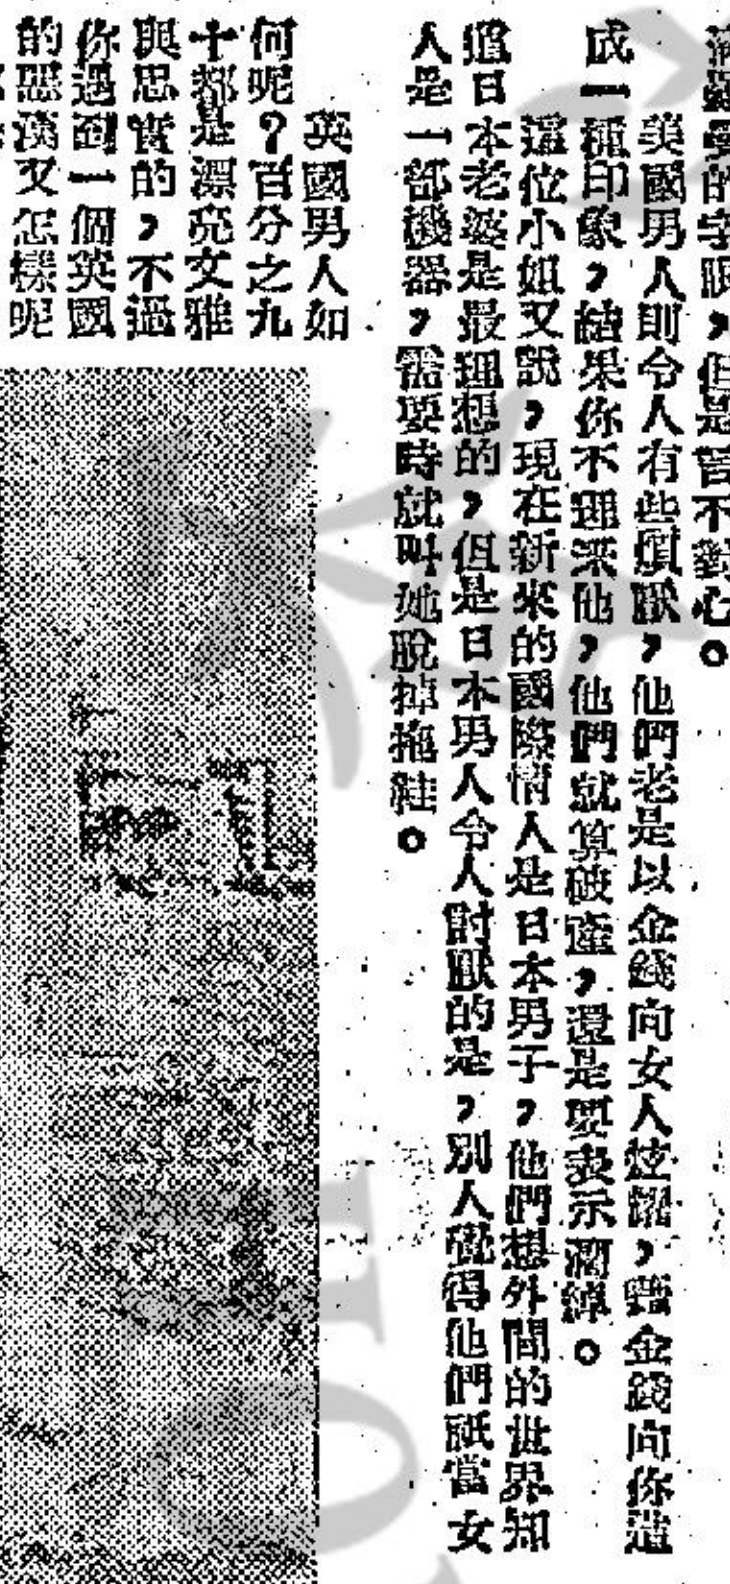 的字眼，但是言不對心。
美國男人則令人有些煩厭，他們老是以金錢向女人炫耀，藉金錢向你造
成一種印象，結果你不理采他，他們就算破產，還是要表示濶綽。
這位小姐又說，現在新來的國際情人是日本男子，他們想外間的世界知
道日本老婆是最理想的，但是日本男人令人討厭的是，別人覺得他們祇當女
人是一部機器，需要時就叫她脫掉拖鞋。
英國男人如
何呢？百分之九
十都是漂亮文雅
與忠實的，不過
你遇到一個英國
的惡漢又怎樣呢